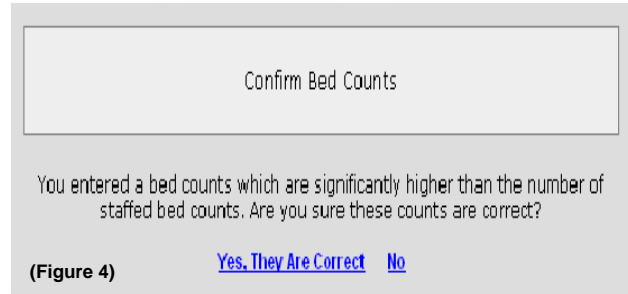 Confirm Bed Counts
You entered a bed counts which are significantly higher than the number of
staffed bed counts. Are you sure these counts are correct?
Yes, They Are Correct No
(Figure 4)